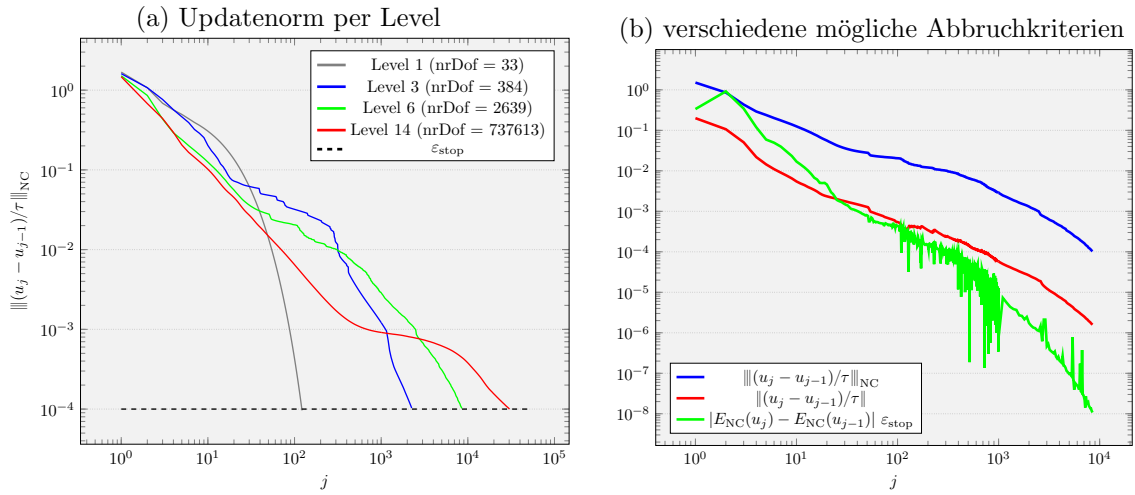 (a) Updatenorm per Level
10^0
10^{-1}
10^{-2}
10^{-3}
10^{-4}
|||(u_j − u_{j−1})/τ|||_NC
Level 1 (nrDof = 33)
Level 3 (nrDof = 384)
Level 6 (nrDof = 2639)
Level 14 (nrDof = 737613)
ε_stop
10^0 10^1 10^2 10^3 10^4 10^5
j
(b) verschiedene mögliche Abbruchkriterien
10^0
10^{-1}
10^{-2}
10^{-3}
10^{-4}
10^{-5}
10^{-6}
10^{-7}
10^{-8}
|||(u_j − u_{j−1})/τ|||_NC
‖(u_j − u_{j−1})/τ‖
|E_NC(u_j) − E_NC(u_{j−1})| ε_stop
10^0 10^1 10^2 10^3 10^4
j